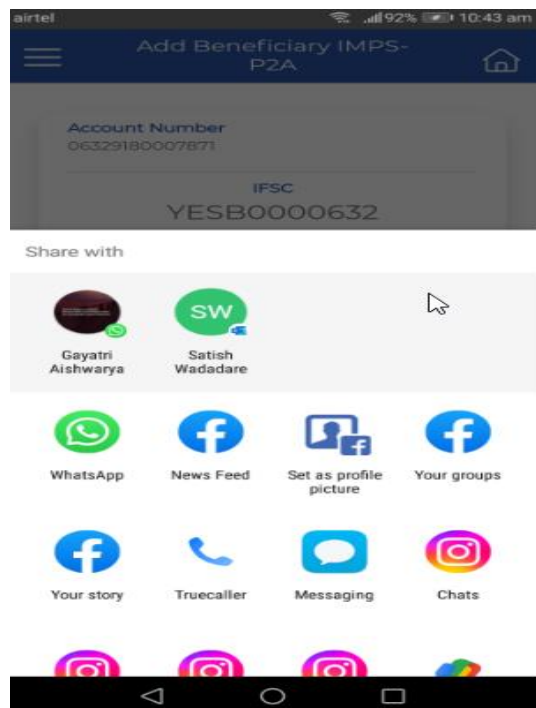 airtel 92% 10:43 am
Add Beneficiary IMPS-
P2A
Account Number
06329180007871
IFSC
YESB0000632
Share with
SW
Gayatri
Aishwarya
Satish
Wadadare
WhatsApp
News Feed
Set as profile
picture
Your groups
Your story
Truecaller
Messaging
Chats